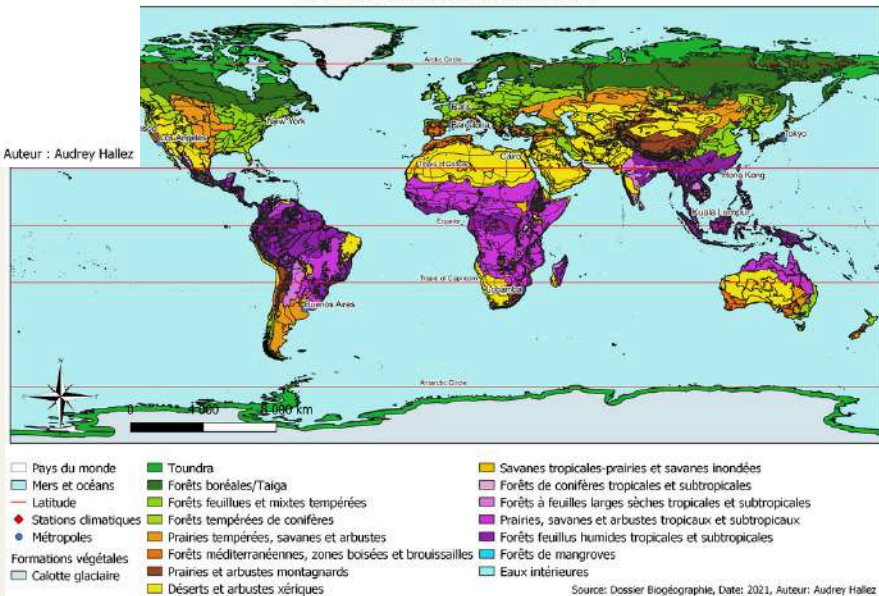 Arctic Circle
New York
Paris
Barcelona
Los Angeles
Tokyo
Auteur : Audrey Hallez
Cairo
Tropic of Cancer
Hong Kong
Kuala Lumpur
Equator
Tropic of Capricorn
Buenos Aires
Antarctic Circle
0 4 000 8 000 km
Pays du monde
Mers et océans
Latitude
Stations climatiques
Métropoles
Formations végétales
Calotte glaciaire
Toundra
Forêts boréales/Taiga
Forêts feuillues et mixtes tempérées
Forêts tempérées de conifères
Prairies tempérées, savanes et arbustes
Forêts méditerranéennes, zones boisées et brouissailles
Prairies et arbustes montagnards
Déserts et arbustes xériques
Savanes tropicales-prairies et savanes inondées
Forêts de conifères tropicales et subtropicales
Forêts à feuilles larges sèches tropicales et subtropicales
Prairies, savanes et arbustes tropicaux et subtropicaux
Forêts feuillus humides tropicales et subtropicales
Forêts de mangroves
Eaux intérieures
Source: Dossier Biogéographie, Date: 2021, Auteur: Audrey Hallez